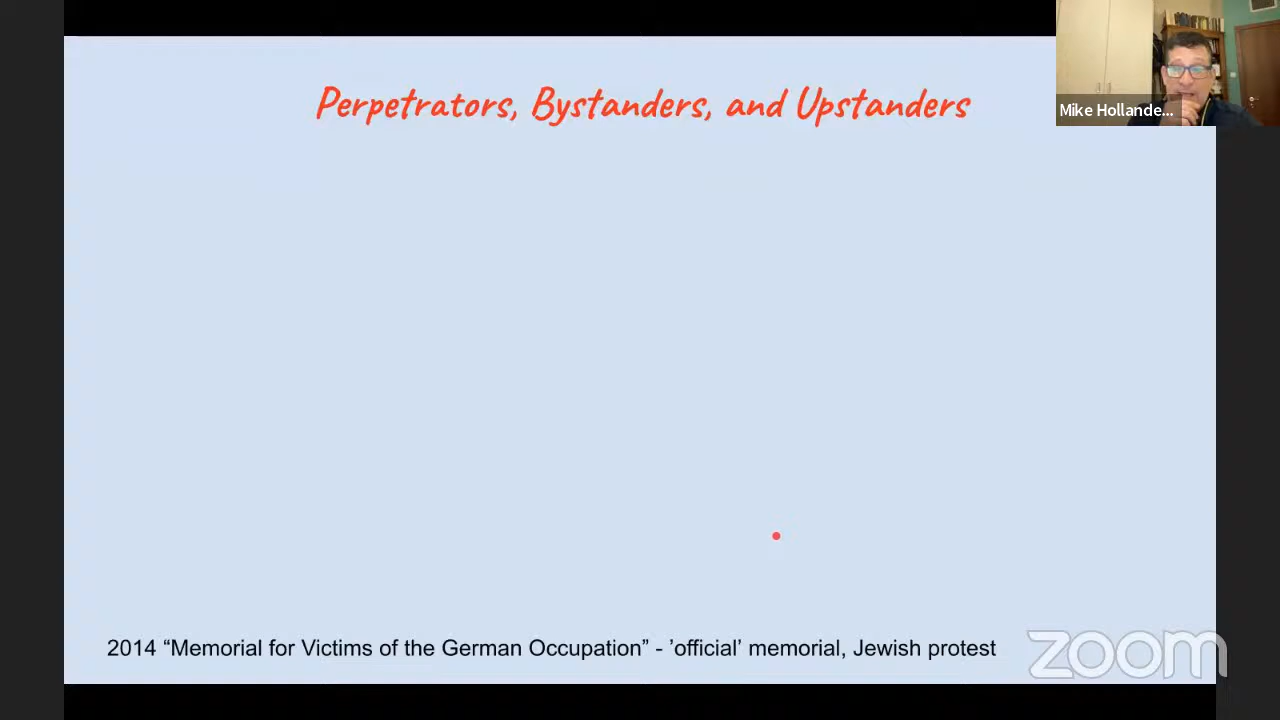 Perpetrators, Bystanders, and Upstanders
Mike Hollande...
2014 “Memorial for Victims of the German Occupation” - ’official’ memorial, Jewish protest
zoom